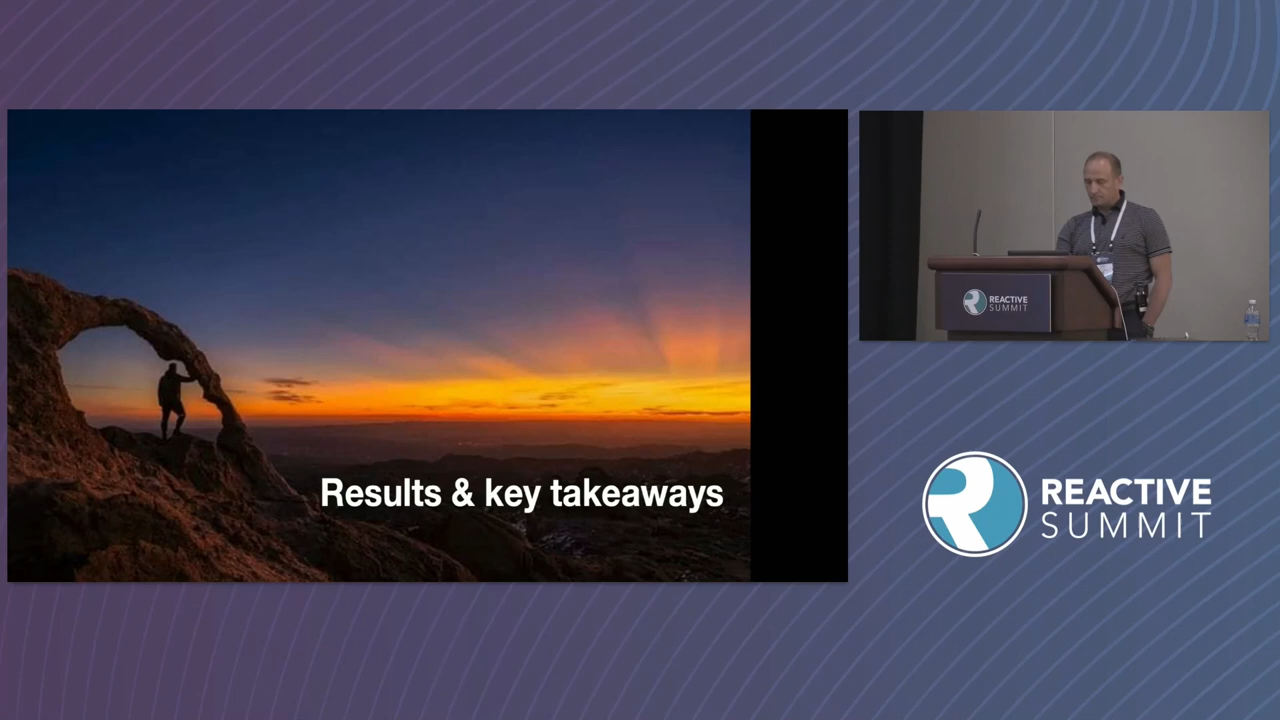 Results & key takeaways
REACTIVE
SUMMIT
REACTIVE
SUMMIT